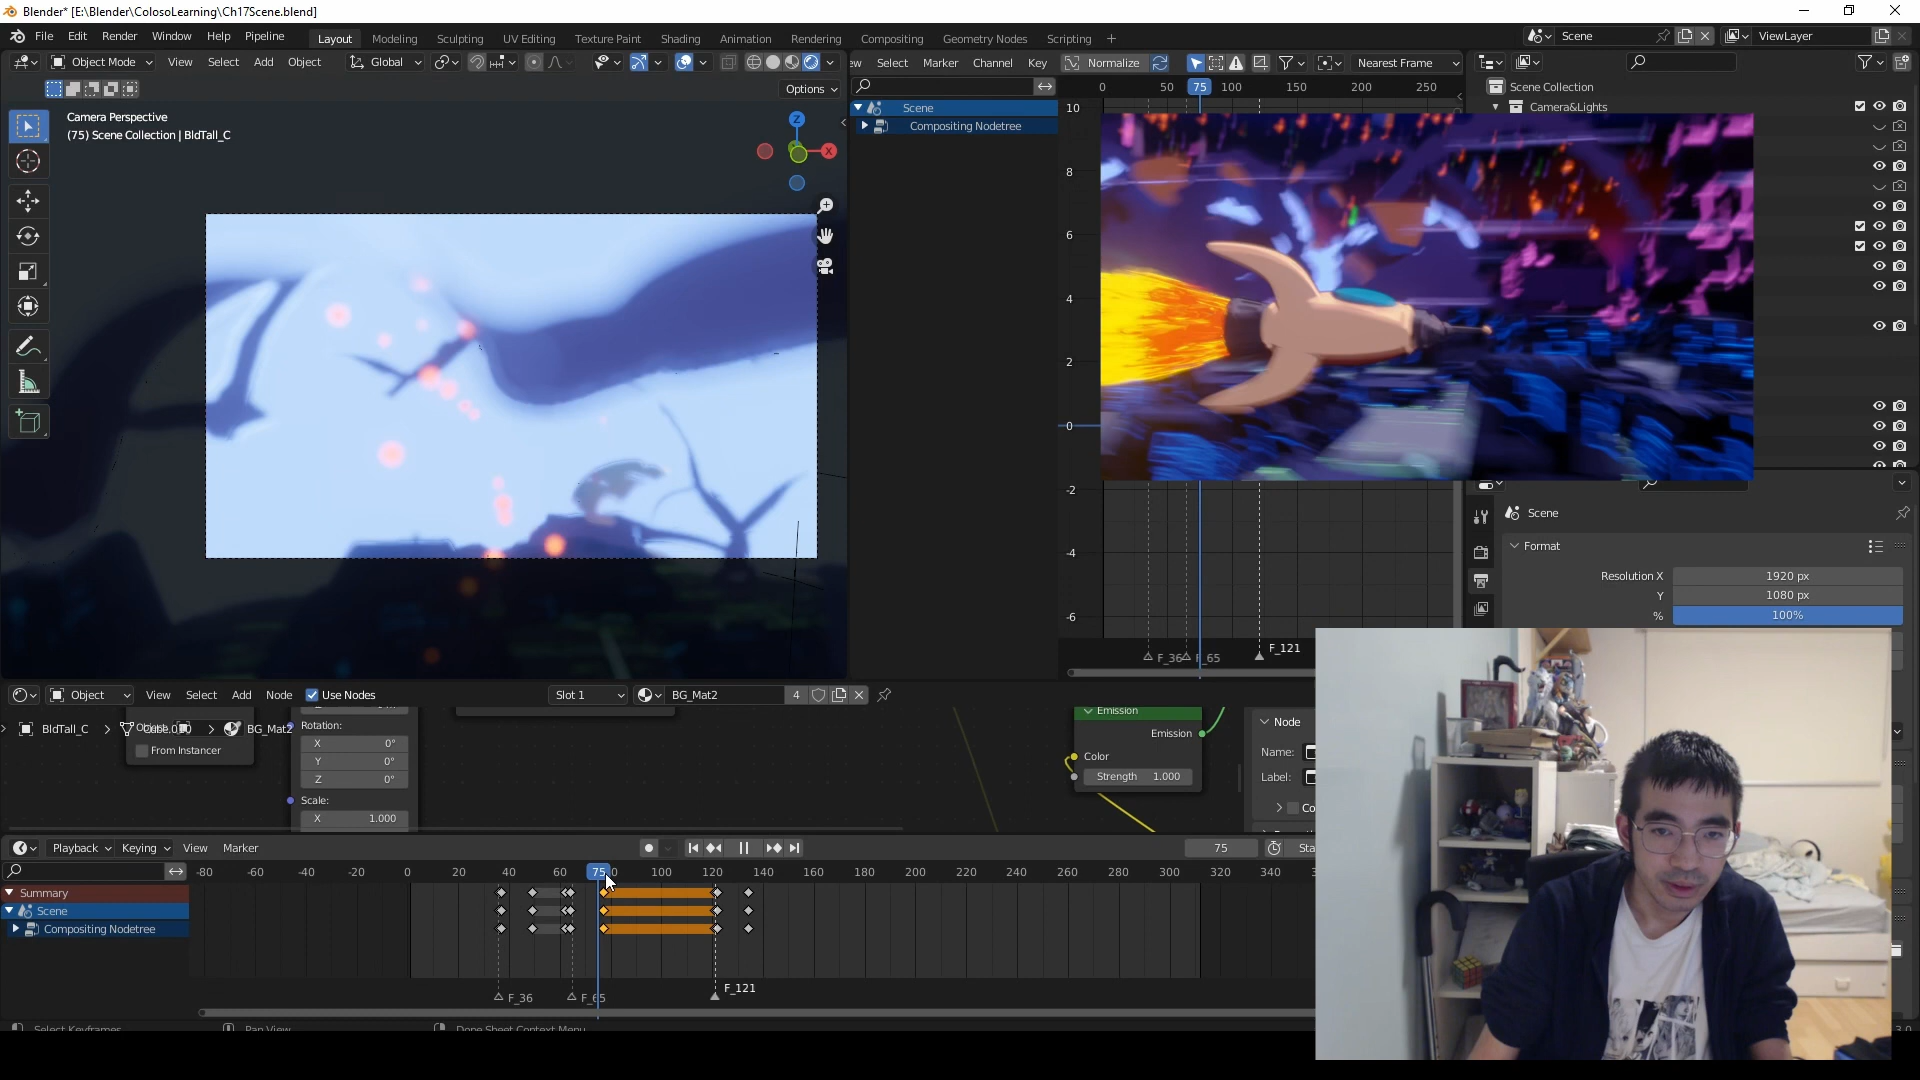 Blender* [E:\Blender\ColosoLearning\Ch17Scene.blend]
File Edit Render Window Help Pipeline Layout Modeling Sculpting UV Editing Texture Paint Shading Animation Rendering Compositing Geometry Nodes Scripting + Scene ViewLayer
Object Mode View Select Add Object Global
Select Marker Channel Key Normalize Nearest Frame
Options
Camera Perspective
(75) Scene Collection | BldTall_C
Z
X
Scene
Compositing Nodetree
0 50 75 100 150 200 250
10
8
6
4
2
0
-2
-4
-6
F_36 F_65 F_121
Scene Collection
Camera&Lights
Scene
Format
Resolution X 1920 px
Y 1080 px
% 100%
Object View Select Add Node Use Nodes Slot 1 BG_Mat2 4
BldTall_C > > BG_Mat2
From Instancer
Rotation:
X 0°
Y 0°
Z 0°
Scale:
X 1.000
Emission
Emission
Color
Strength 1.000
Node
Name:
Label:
Playback Keying View Marker 75
-80 -60 -40 -20 0 20 40 60 75 100 120 140 160 180 200 220 240 260 280 300 320 340
Summary
Scene
Compositing Nodetree
F_36 F_65 F_121
Select Keyframes Pan View Dope Sheet Context Menu